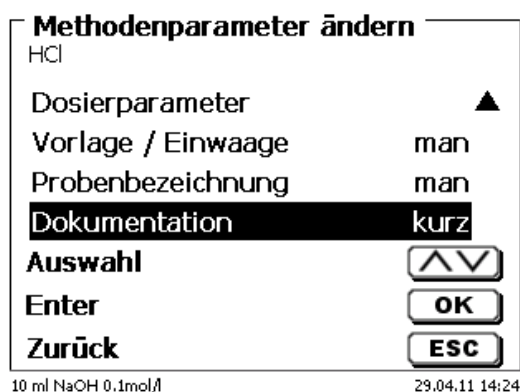 Methodenparameter ändern
HCl
Dosierparameter
Vorlage / Einwaage man
Probenbezeichnung man
Dokumentation kurz
Auswahl
Enter OK
Zurück ESC
10 ml NaOH 0.1mol/l 29.04.11 14:24